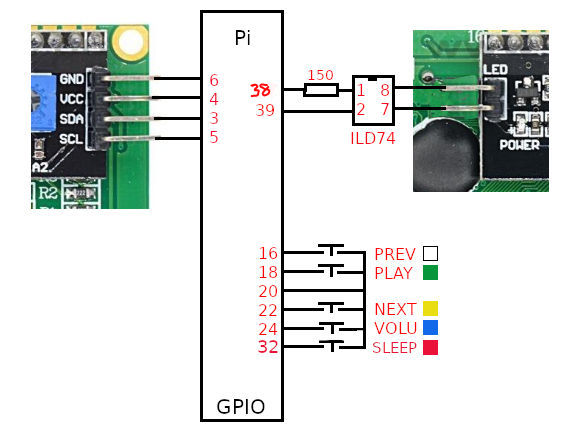 Pi
GND
VCC
SDA
SCL
A2.
R2
6
4
3
5
38
39
150
1 8
2 7
ILD74
16
LED
POWER
16
18
20
22
24
32
PREV
PLAY
NEXT
VOLU
SLEEP
GPIO